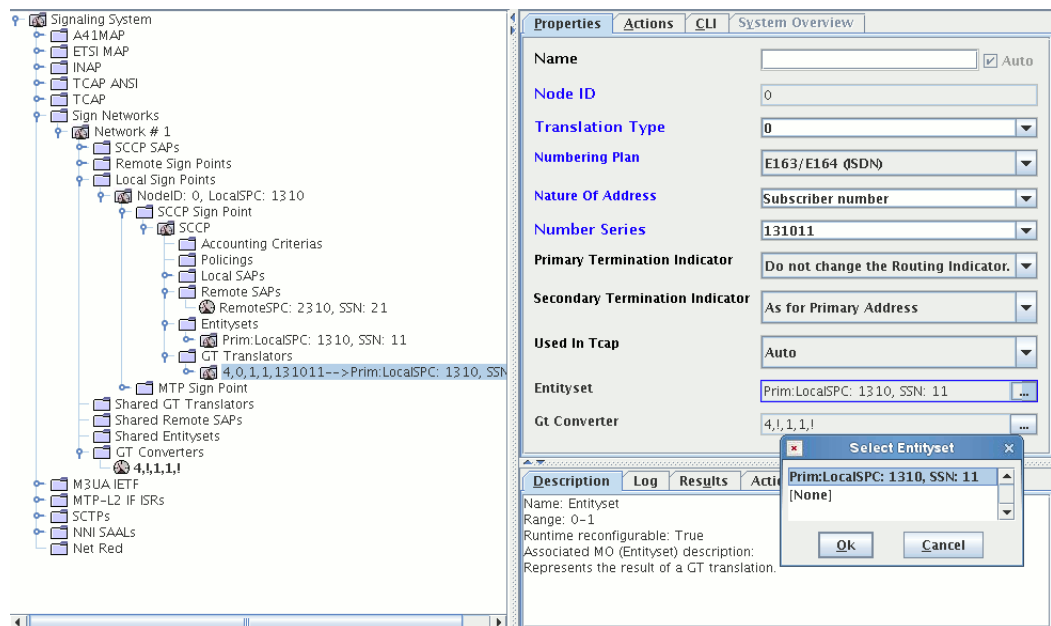 Signaling System
A41MAP
ETSI MAP
INAP
TCAP ANSI
TCAP
Sign Networks
Network # 1
SCCP SAPs
Remote Sign Points
Local Sign Points
NodeID: 0, LocalSPC: 1310
SCCP Sign Point
SCCP
Accounting Criterias
Policings
Local SAPs
Remote SAPs
RemoteSPC: 2310, SSN: 21
Entitysets
Prim:LocalSPC: 1310, SSN: 11
GT Translators
4,0,1,1,131011-->Prim:LocalSPC: 1310, SSN
MTP Sign Point
Shared GT Translators
Shared Remote SAPs
Shared Entitysets
GT Converters
4,!,1,1,!
M3UA IETF
MTP-L2 IF ISRs
SCTPs
NNI SAALs
Net Red
Properties Actions CLI System Overview
Name Auto
Node ID 0
Translation Type 0
Numbering Plan E163/E164 (ISDN)
Nature Of Address Subscriber number
Number Series 131011
Primary Termination Indicator Do not change the Routing Indicator.
Secondary Termination Indicator As for Primary Address
Used In Tcap Auto
Entityset Prim:LocalSPC: 1310, SSN: 11 ...
Gt Converter 4,!,1,1,! ...
Select Entityset
Prim:LocalSPC: 1310, SSN: 11
[None]
Ok Cancel
Description Log Results Acti
Name: Entityset
Range: 0-1
Runtime reconfigurable: True
Associated MO (Entityset) description:
Represents the result of a GT translation.